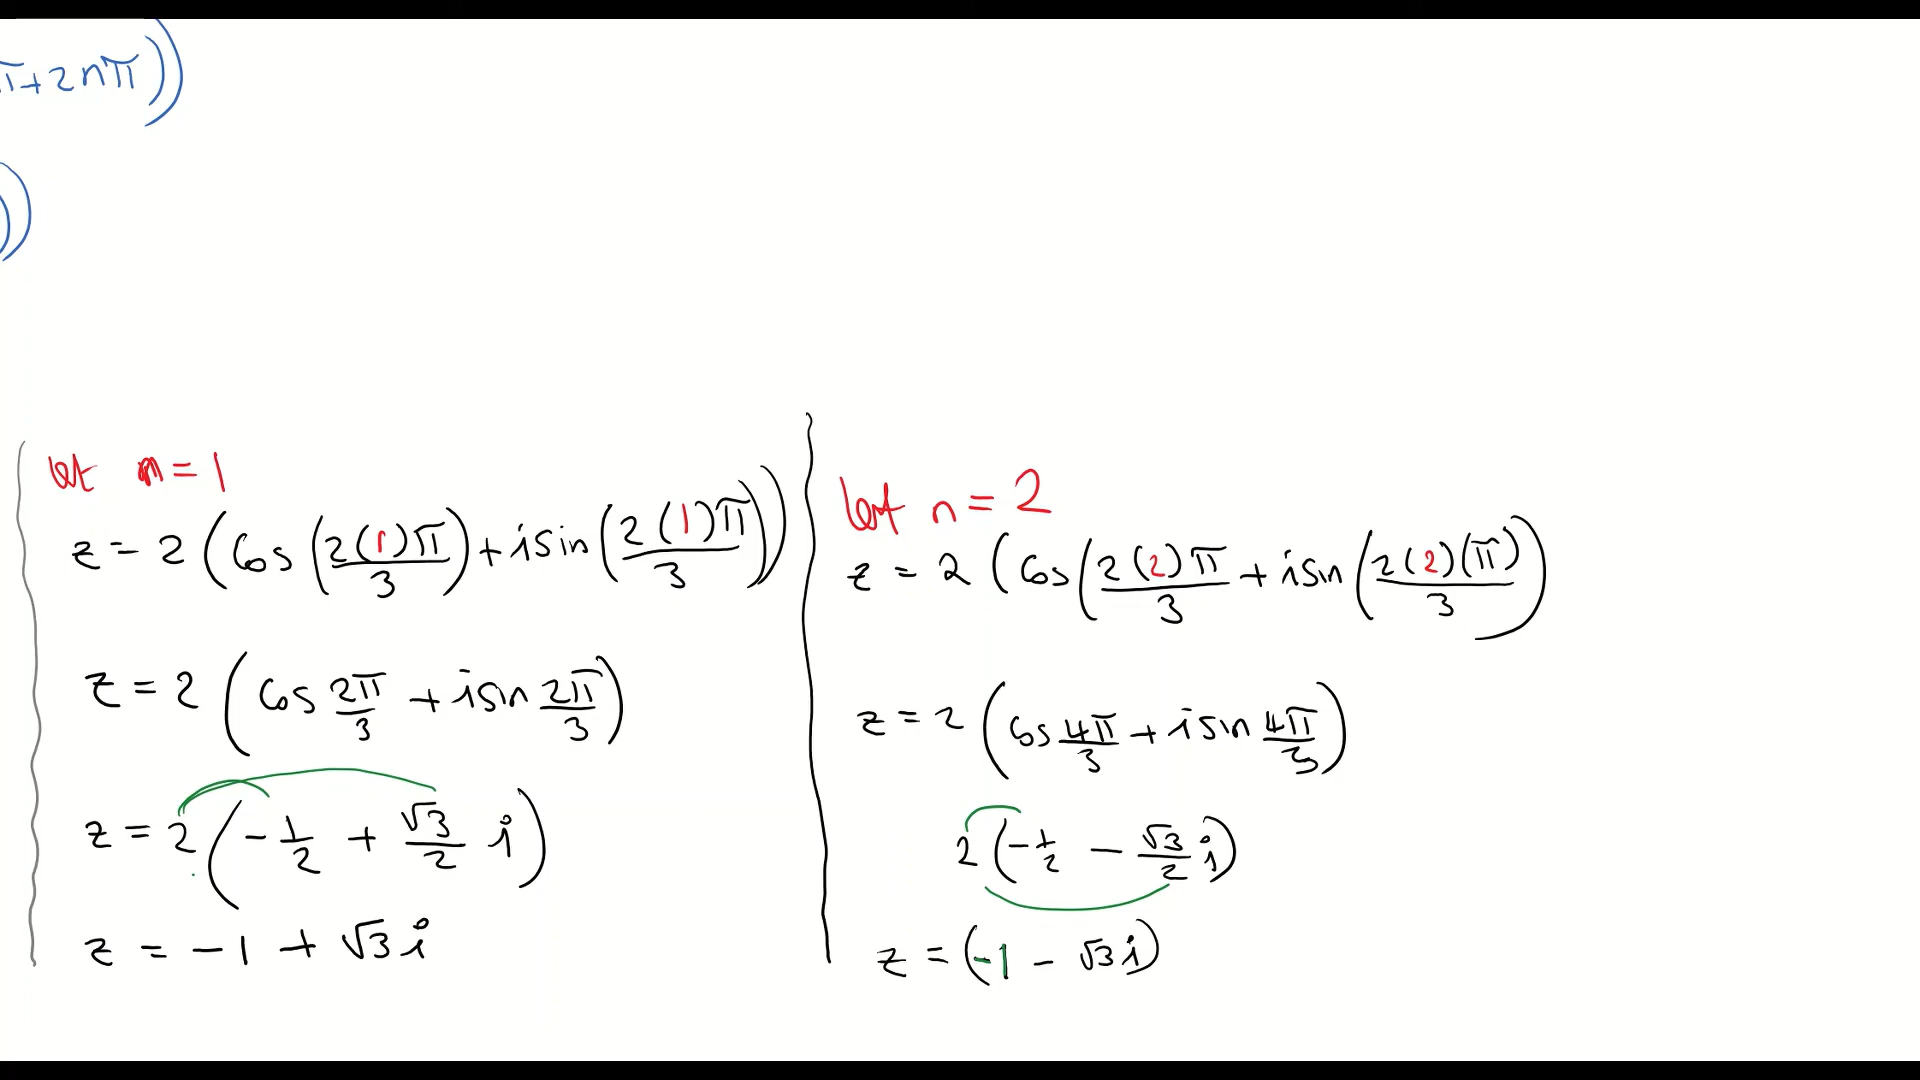 π+2nπ))
))
let n=1
z = 2 (Cos (2(1)π/3) + i sin (2(1)π/3))
z = 2 (Cos 2π/3 + i sin 2π/3)
z = 2 (-1/2 + √3/2 i)
z = -1 + √3 i
let n = 2
z = 2 (Cos (2(2)π/3 + i sin (2(2)(π)/3)
z = 2 (Cos 4π/3 + i sin 4π/3)
2 (-1/2 - √3/2 i)
z = (-1 - √3 i)